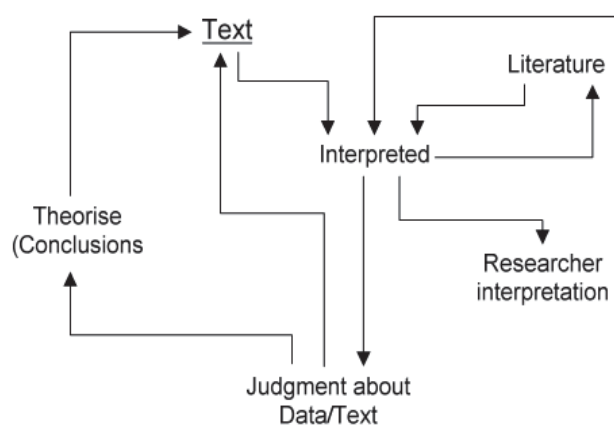 Text
Literature
Interpreted
Theorise
(Conclusions
Researcher
interpretation
Judgment about
Data/Text